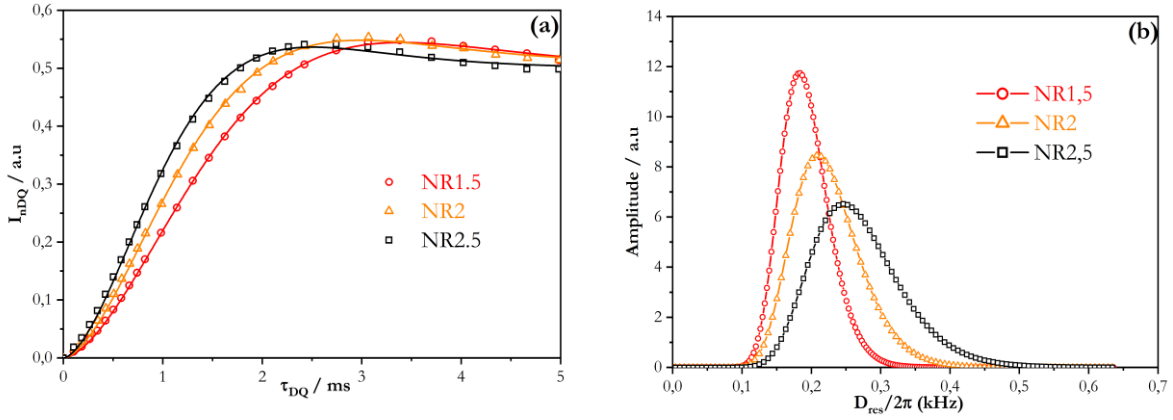 (a)
0,6
0,5
0,4
0,3
0,2
0,1
0,0
I_nDQ / a.u
NR1.5
NR2
NR2.5
0 1 2 3 4 5
τ_DQ / ms
(b)
14
12
10
8
6
4
2
0
Amplitude / a.u
NR1,5
NR2
NR2,5
0,0 0,1 0,2 0,3 0,4 0,5 0,6 0,7
D_res/2π (kHz)